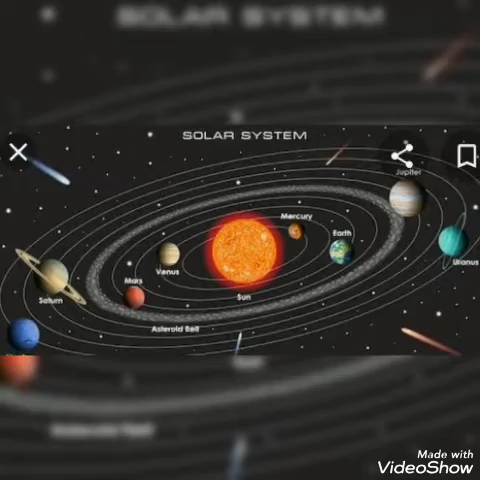 SOLAR SYSTEM
SOLAR SYSTEM
Jupiter
Mercury
Earth
Uranus
Venus
Mars
Saturn
Sun
Asteroid Belt
Made with
VideoShow